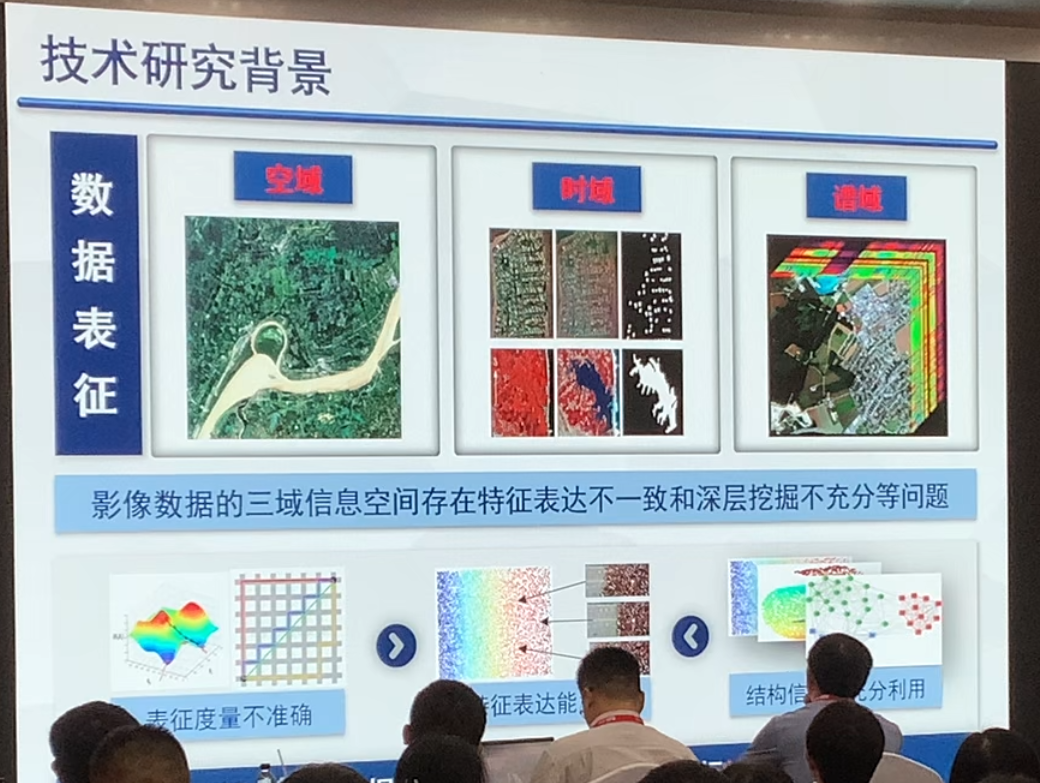 技术研究背景
数据表征
空域
时域
谱域
影像数据的三域信息空间存在特征表达不一致和深层挖掘不充分等问题
表征度量不准确
征表达能
结构信 充分利用